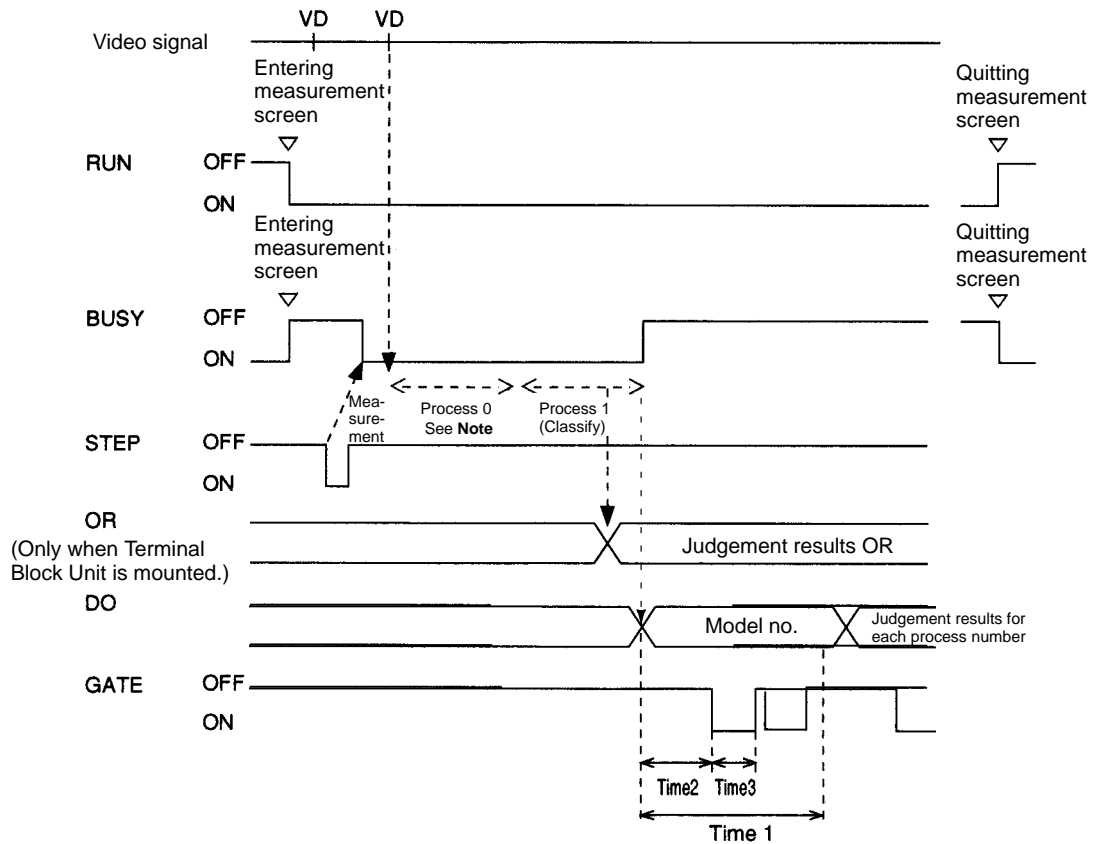 VD VD
Video signal
Entering
measurement
screen
Quitting
measurement
screen
RUN OFF
ON
Entering
measurement
screen
Quitting
measurement
screen
BUSY OFF
ON
Mea-
sure-
ment
Process 0
See Note
Process 1
(Classify)
STEP OFF
ON
OR
(Only when Terminal
Block Unit is mounted.)
Judgement results OR
DO
Model no.
Judgement results for
each process number
GATE OFF
ON
Time2 Time3
Time 1